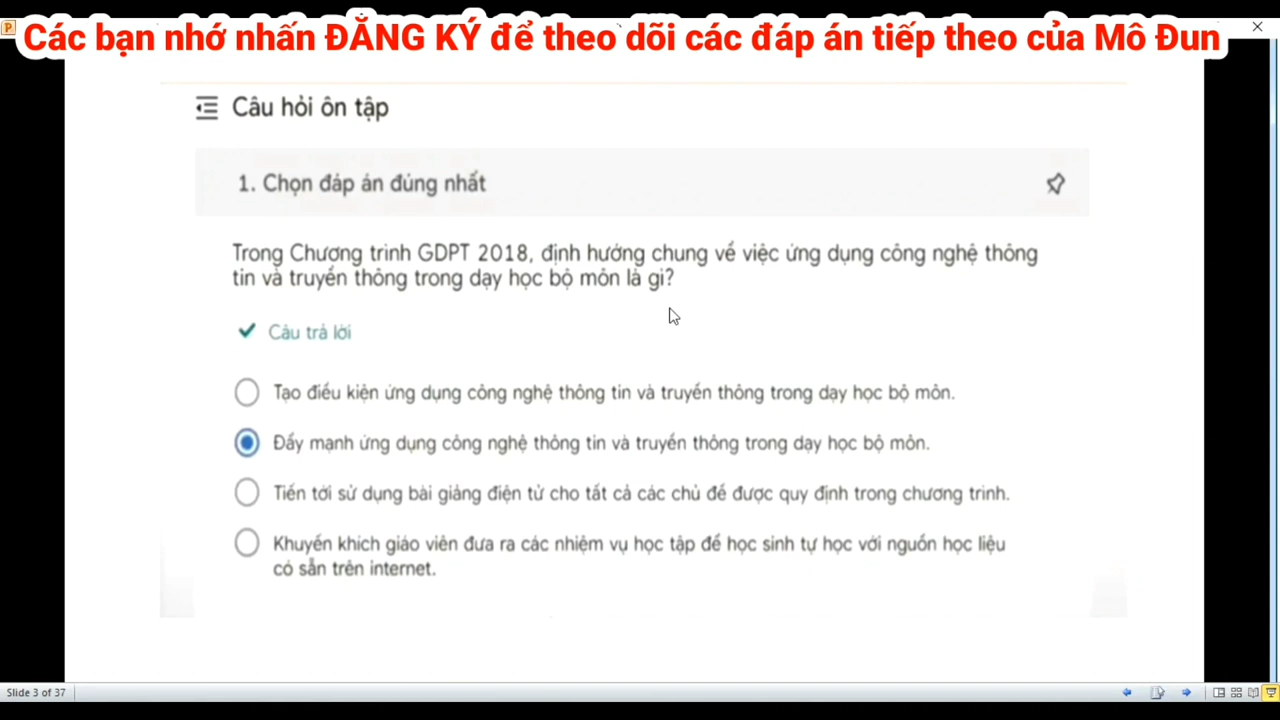 Các bạn nhớ nhấn ĐĂNG KÝ để theo dõi các đáp án tiếp theo của Mô Đun
Câu hỏi ôn tập
1. Chọn đáp án đúng nhất
Trong Chương trình GDPT 2018, định hướng chung về việc ứng dụng công nghệ thông
tin và truyền thông trong dạy học bộ môn là gì?
Câu trả lời
Tạo điều kiện ứng dụng công nghệ thông tin và truyền thông trong dạy học bộ môn.
Đẩy mạnh ứng dụng công nghệ thông tin và truyền thông trong dạy học bộ môn.
Tiến tới sử dụng bài giảng điện tử cho tất cả các chủ đề được quy định trong chương trình.
Khuyến khích giáo viên đưa ra các nhiệm vụ học tập để học sinh tự học với nguồn học liệu
có sẵn trên internet.
Slide 3 of 37